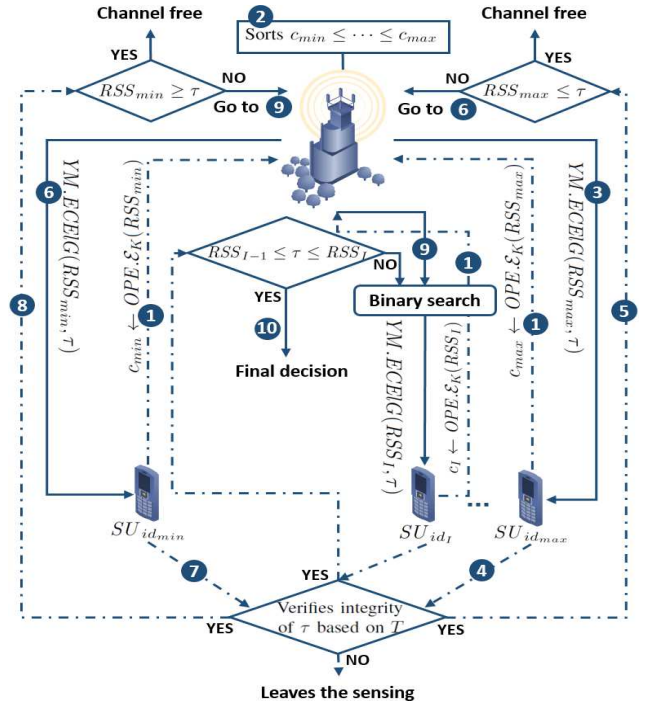 Channel free
2
Sorts c_min ≤ ⋯ ≤ c_max
Channel free
YES
YES
RSS_min ≥ τ
NO
Go to 9
NO
Go to 6
RSS_max ≤ τ
6
YM.ECElG(RSS_min, τ)
1
c_min ← OPE.ℰ_K(RSS_min)
RSS_{I−1} ≤ τ ≤ RSS_I
NO
9
1
c_max ← OPE.ℰ_K(RSS_max)
1
3
YM.ECElG(RSS_max, τ)
8
5
YES
10
Final decision
Binary search
YM.ECElG(RSS_I, τ)
c_I ← OPE.ℰ_K(RSS_I)
...
SU_{id_min}
SU_{id_I}
SU_{id_max}
7
4
YES
Verifies integrity
of τ based on T
YES
YES
NO
Leaves the sensing